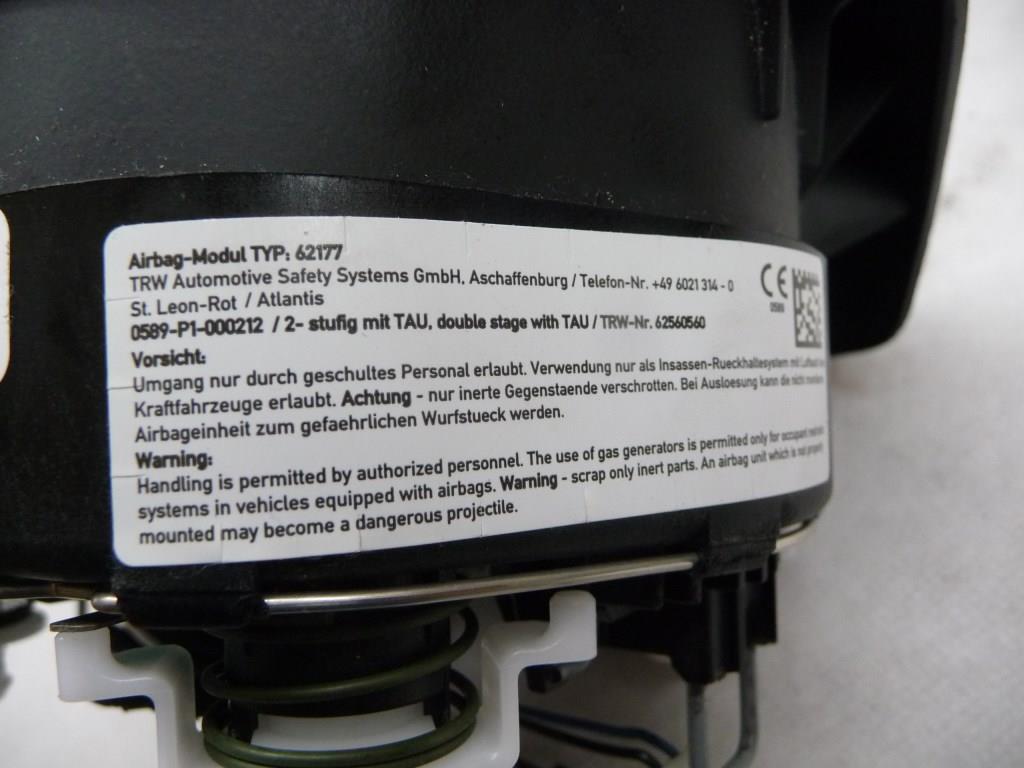 Airbag-Modul TYP: 62177
TRW Automotive Safety Systems GmbH, Aschaffenburg / Telefon-Nr. +49 6021 314 - 0
St. Leon-Rot / Atlantis
0589-P1-000212 / 2- stufig mit TAU, double stage with TAU / TRW-Nr. 62560560
CE
0589
Vorsicht:
Umgang nur durch geschultes Personal erlaubt. Verwendung nur als Insassen-Rueckhaltesystem mit
Kraftfahrzeuge erlaubt. Achtung - nur inerte Gegenstaende verschrotten. Bei Ausloesung kann die nicht
Airbageinheit zum gefaehrlichen Wurfstueck werden.
Warning:
Handling is permitted by authorized personnel. The use of gas generators is permitted only for occupant
systems in vehicles equipped with airbags. Warning - scrap only inert parts. An airbag unit which is not properly
mounted may become a dangerous projectile.